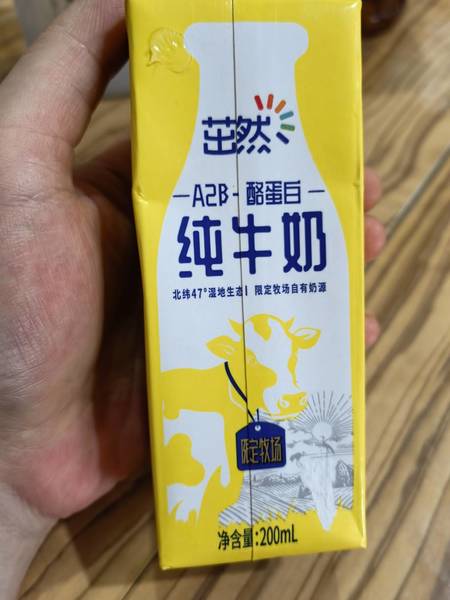 茁然
A2β-酪蛋白
纯牛奶
北纬47°湿地生态 | 限定牧场自有奶源
限定牧场
净含量:200mL